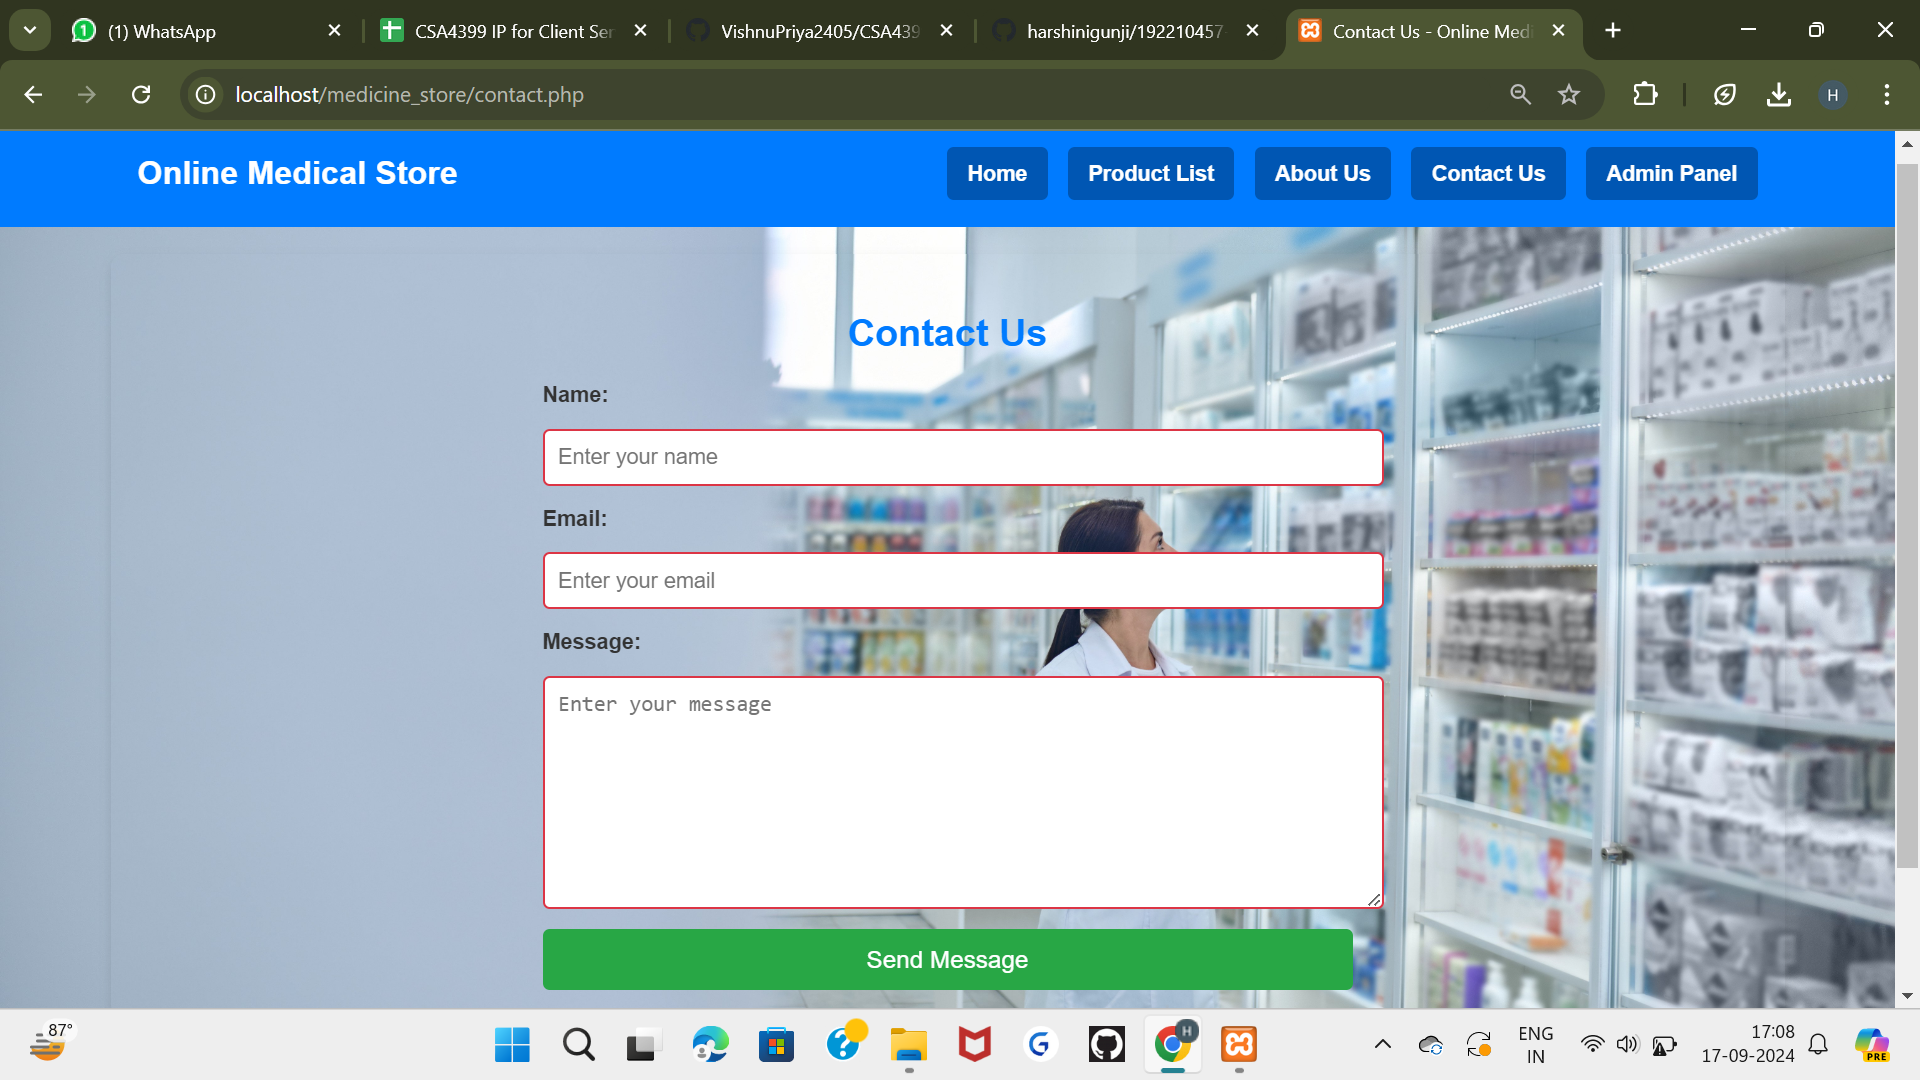 (1) WhatsApp
CSA4399 IP for Client Ser
VishnuPriya2405/CSA439
harshinigunji/192210457
Contact Us - Online Medi
localhost/medicine_store/contact.php
H
Online Medical Store
Home
Product List
About Us
Contact Us
Admin Panel
Contact Us
Name:
Enter your name
Email:
Enter your email
Message:
Enter your message
Send Message
87°
H
ENG
IN
17:08
17-09-2024
PRE